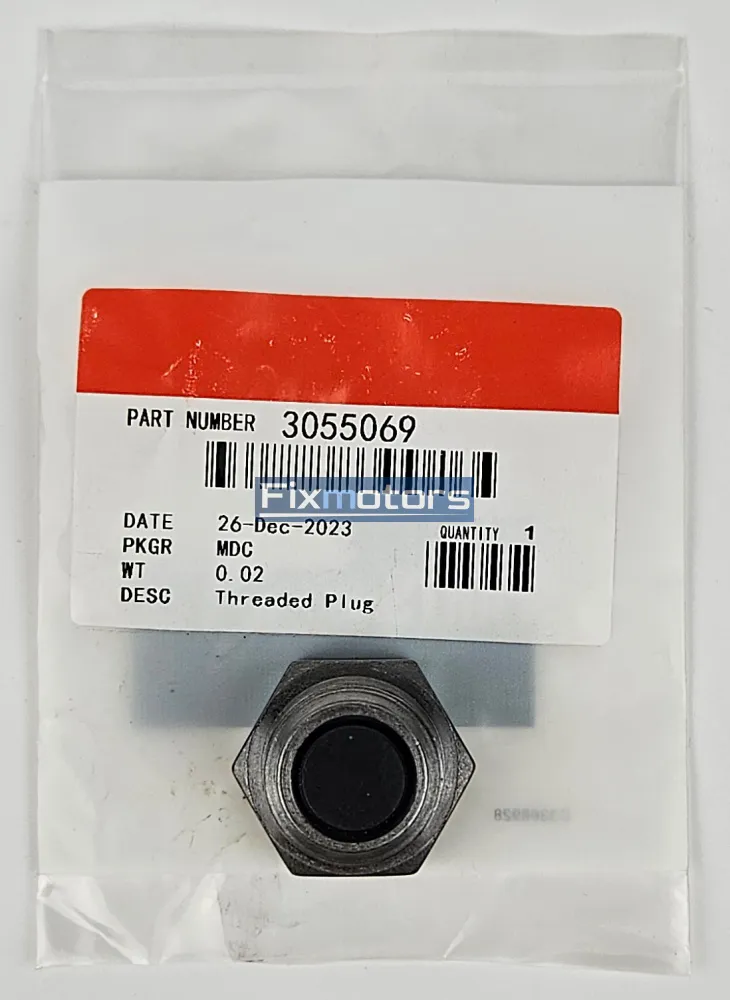 PART NUMBER 3055069
Fixmotors
DATE 26-Dec-2023
QUANTITY 1
PKGR MDC
WT 0.02
DESC Threaded Plug